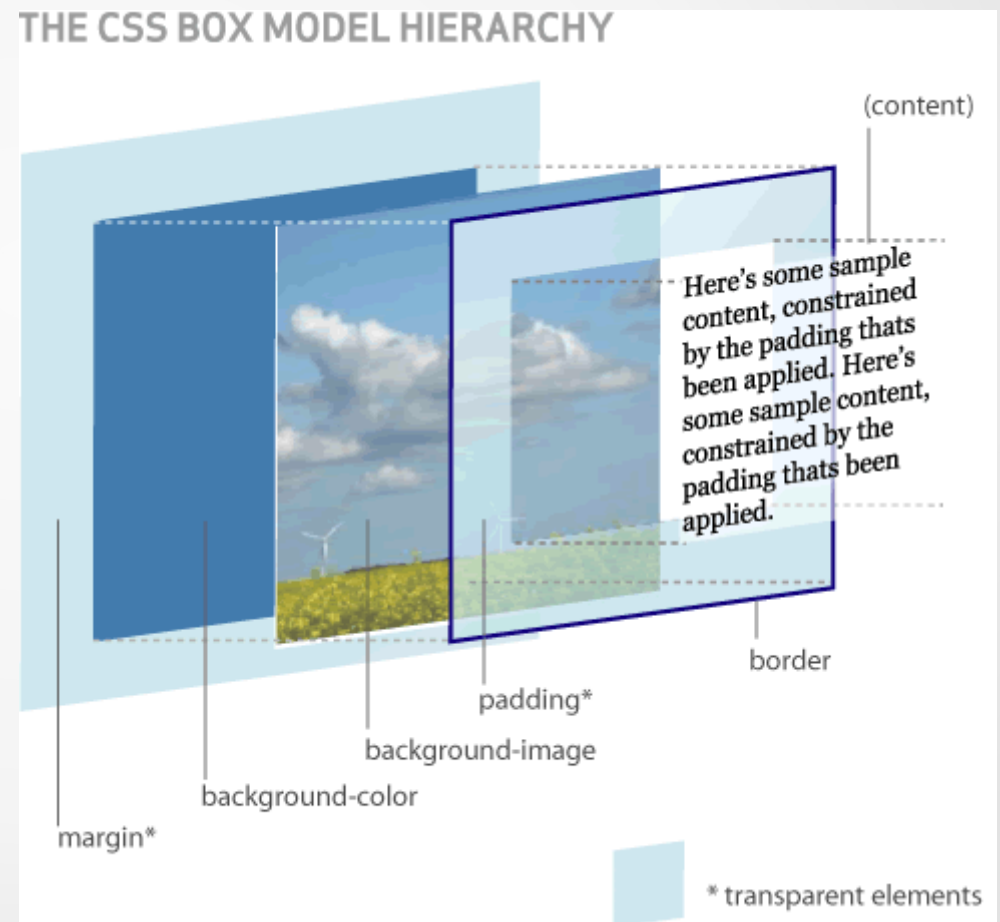 THE CSS BOX MODEL HIERARCHY
(content)
Here’s some sample
content, constrained
by the padding thats
been applied. Here’s
some sample content,
constrained by the
padding thats been
applied.
border
padding*
background-image
background-color
margin*
* transparent elements